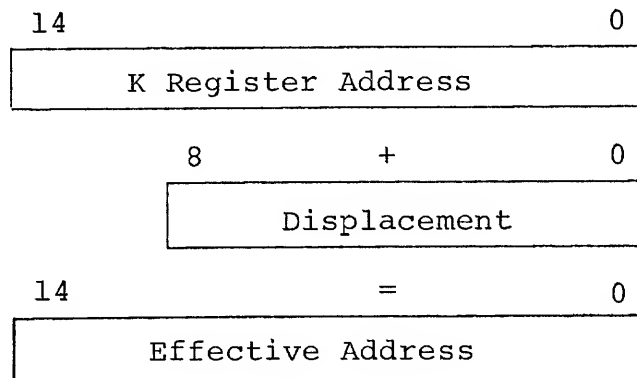 14 0
K Register Address
8 + 0
Displacement
14 = 0
Effective Address